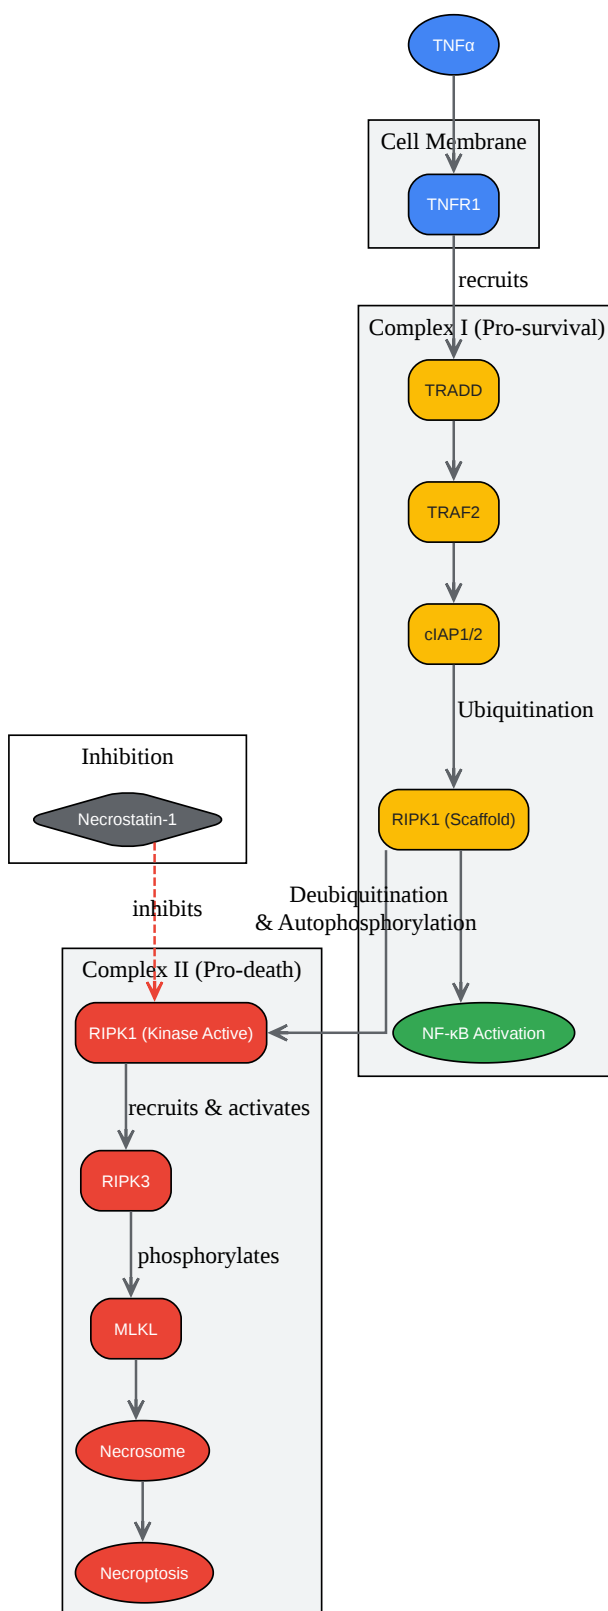 TNFα
Cell Membrane
TNFR1
recruits
Complex I (Pro-survival)
TRADD
TRAF2
cIAP1/2
Ubiquitination
Inhibition
Necrostatin-1
RIPK1 (Scaffold)
inhibits
Deubiquitination
& Autophosphorylation
Complex II (Pro-death)
RIPK1 (Kinase Active)
NF-κB Activation
recruits & activates
RIPK3
phosphorylates
MLKL
Necrosome
Necroptosis